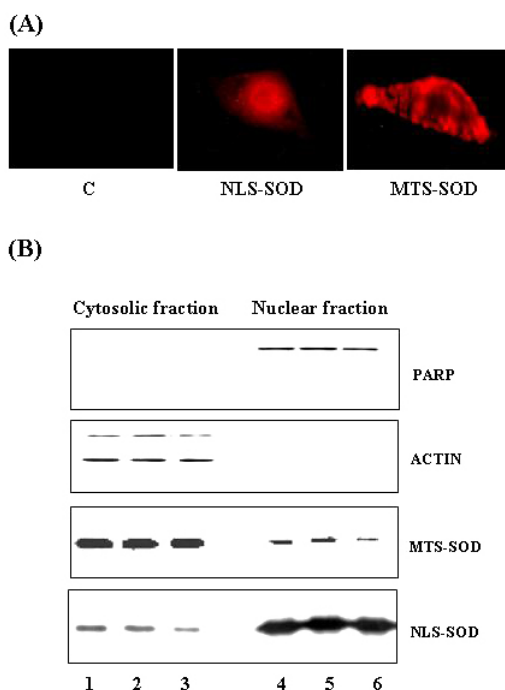 (A)
C NLS-SOD MTS-SOD
(B)
Cytosolic fraction Nuclear fraction
PARP
ACTIN
MTS-SOD
NLS-SOD
1 2 3 4 5 6